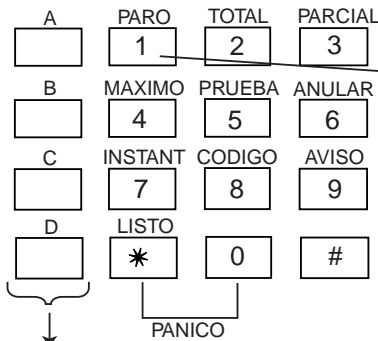 A PARO TOTAL PARCIAL
1 2 3
B MAXIMO PRUEBA ANULAR
4 5 6
C INSTANT CODIGO AVISO
7 8 9
D LISTO
* 0 #
PANICO